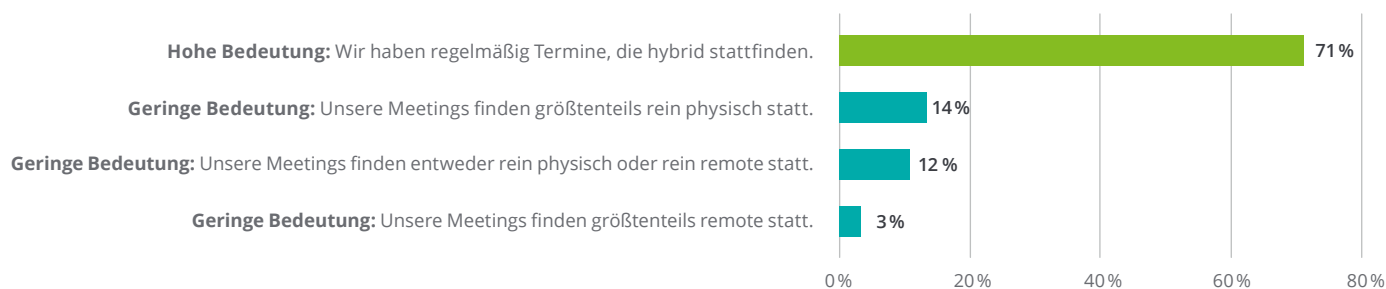 Hohe Bedeutung: Wir haben regelmäßig Termine, die hybrid stattfinden.
71 %
Geringe Bedeutung: Unsere Meetings finden größtenteils rein physisch statt.
14 %
Geringe Bedeutung: Unsere Meetings finden entweder rein physisch oder rein remote statt.
12 %
Geringe Bedeutung: Unsere Meetings finden größtenteils remote statt.
3 %
0 % 20 % 40 % 60 % 80 %